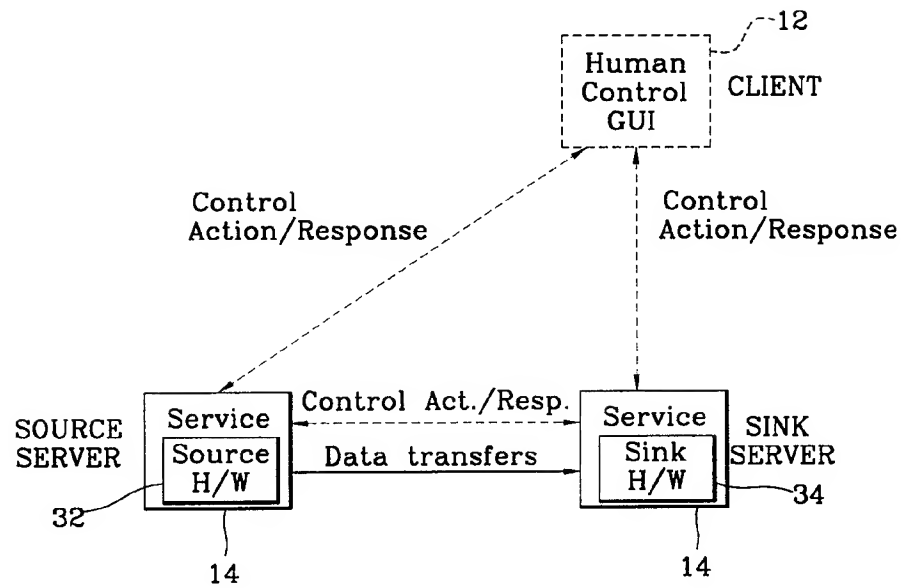 12
Human
Control
GUI
CLIENT
Control
Action/Response
Control
Action/Response
SOURCE
SERVER
Service
Source
H/W
Control Act./Resp.
Data transfers
Service
Sink
H/W
SINK
SERVER
32
34
14
14